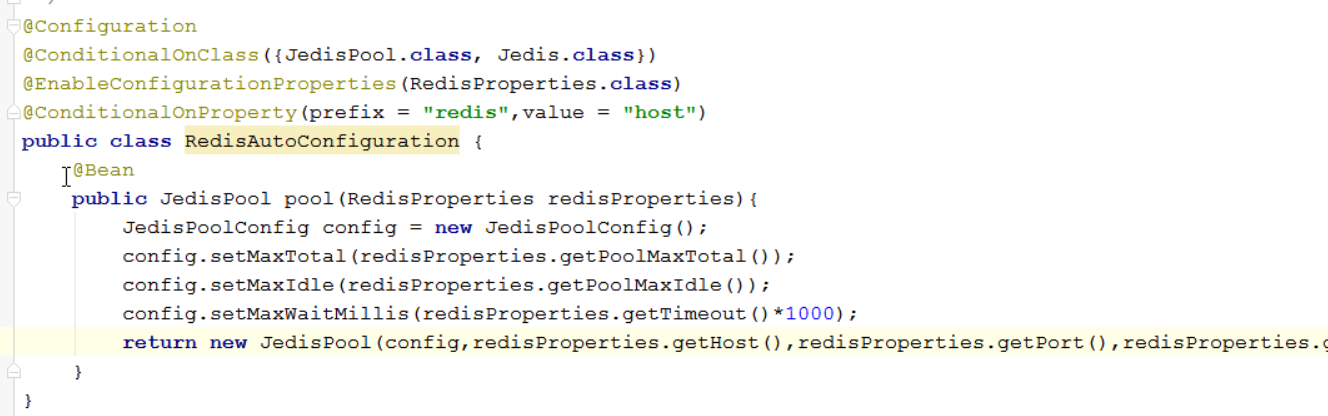 @Configuration
@ConditionalOnClass({JedisPool.class, Jedis.class})
@EnableConfigurationProperties(RedisProperties.class)
@ConditionalOnProperty(prefix = "redis",value = "host")
public class RedisAutoConfiguration {
@Bean
public JedisPool pool(RedisProperties redisProperties){
JedisPoolConfig config = new JedisPoolConfig();
config.setMaxTotal(redisProperties.getPoolMaxTotal());
config.setMaxIdle(redisProperties.getPoolMaxIdle());
config.setMaxWaitMillis(redisProperties.getTimeout()*1000);
return new JedisPool(config,redisProperties.getHost(),redisProperties.getPort(),redisProperties.
}
}